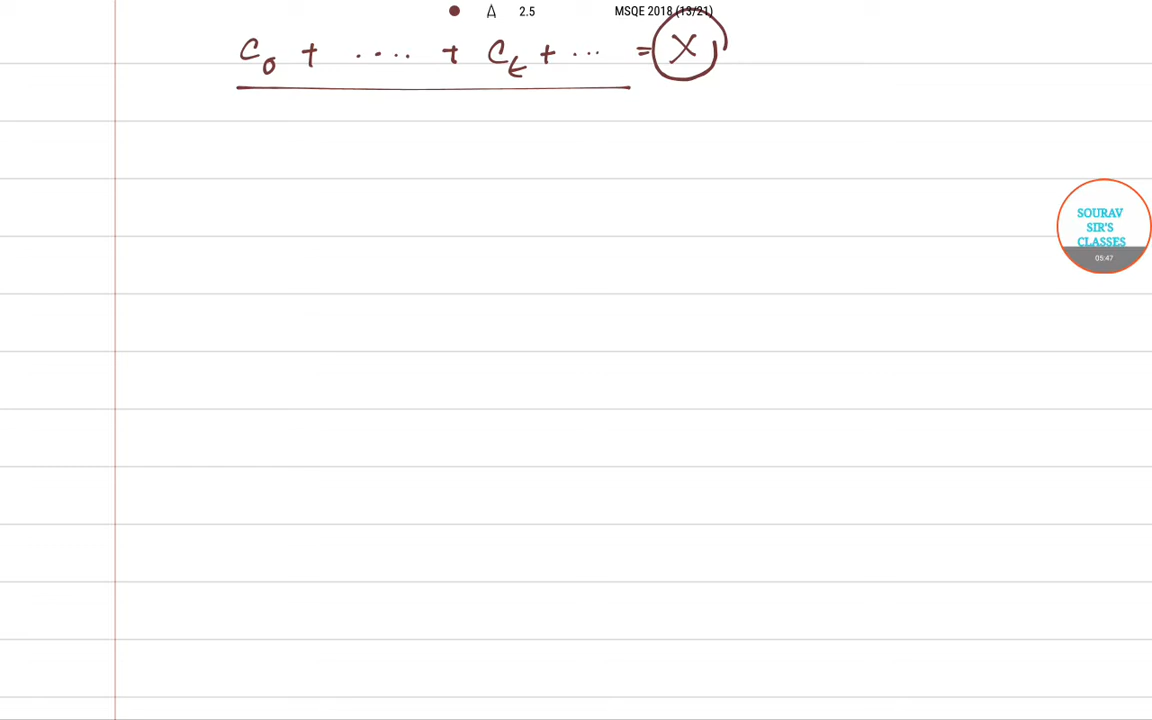 A 2.5 MSQE 2018 (13/21)
C₀ + .... + Cₜ + ... = X
SOURAV
SIR'S
CLASSES
05:47